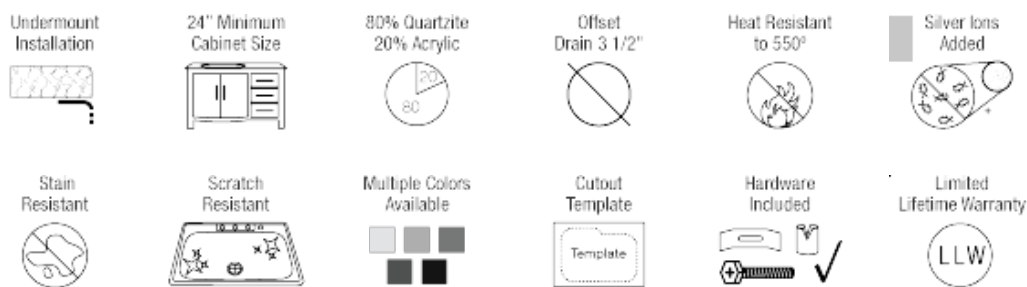 Undermount
Installation
24" Minimum
Cabinet Size
80% Quartzite
20% Acrylic
20
80
Offset
Drain 3 1/2"
Heat Resistant
to 550º
Silver Ions
Added
Stain
Resistant
Scratch
Resistant
Multiple Colors
Available
Cutout
Template
Template
Hardware
Included
Limited
Lifetime Warranty
LLW